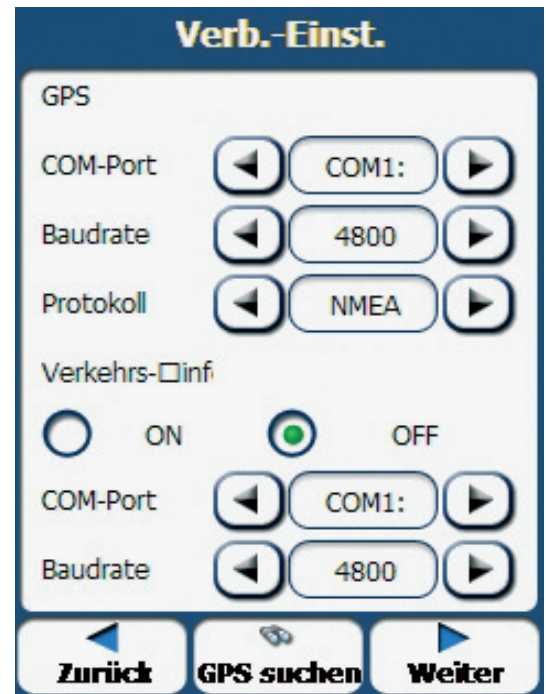 Verb.-Einst.
GPS
COM-Port COM1:
Baudrate 4800
Protokoll NMEA
Verkehrs-□inf
ON OFF
COM-Port COM1:
Baudrate 4800
Zurück GPS suchen Weiter